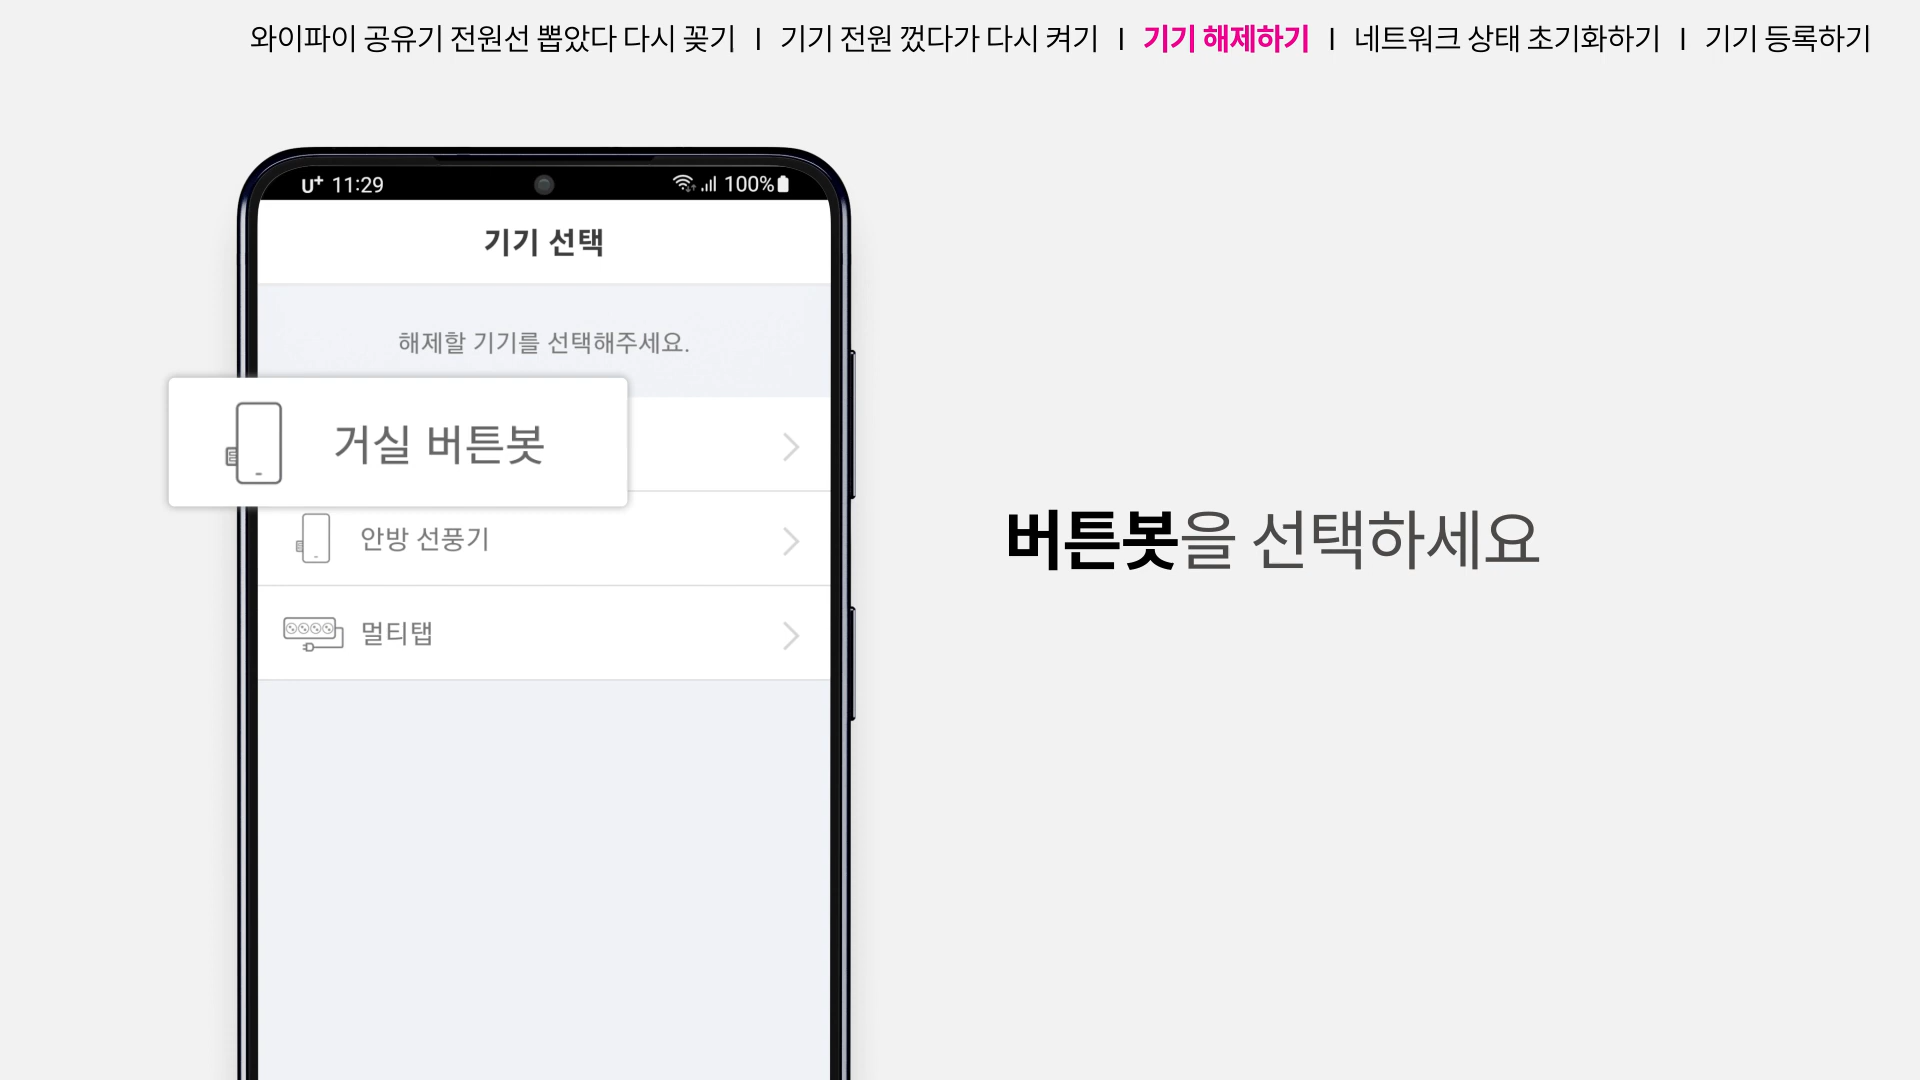 와이파이 공유기 전원선 뽑았다 다시 꽂기 | 기기 전원 껐다가 다시 켜기 | 기기 해제하기 | 네트워크 상태 초기화하기 | 기기 등록하기
U+ 11:29 100%
기기 선택
해제할 기기를 선택해주세요.
거실 버튼봇
안방 선풍기
멀티탭
버튼봇을 선택하세요